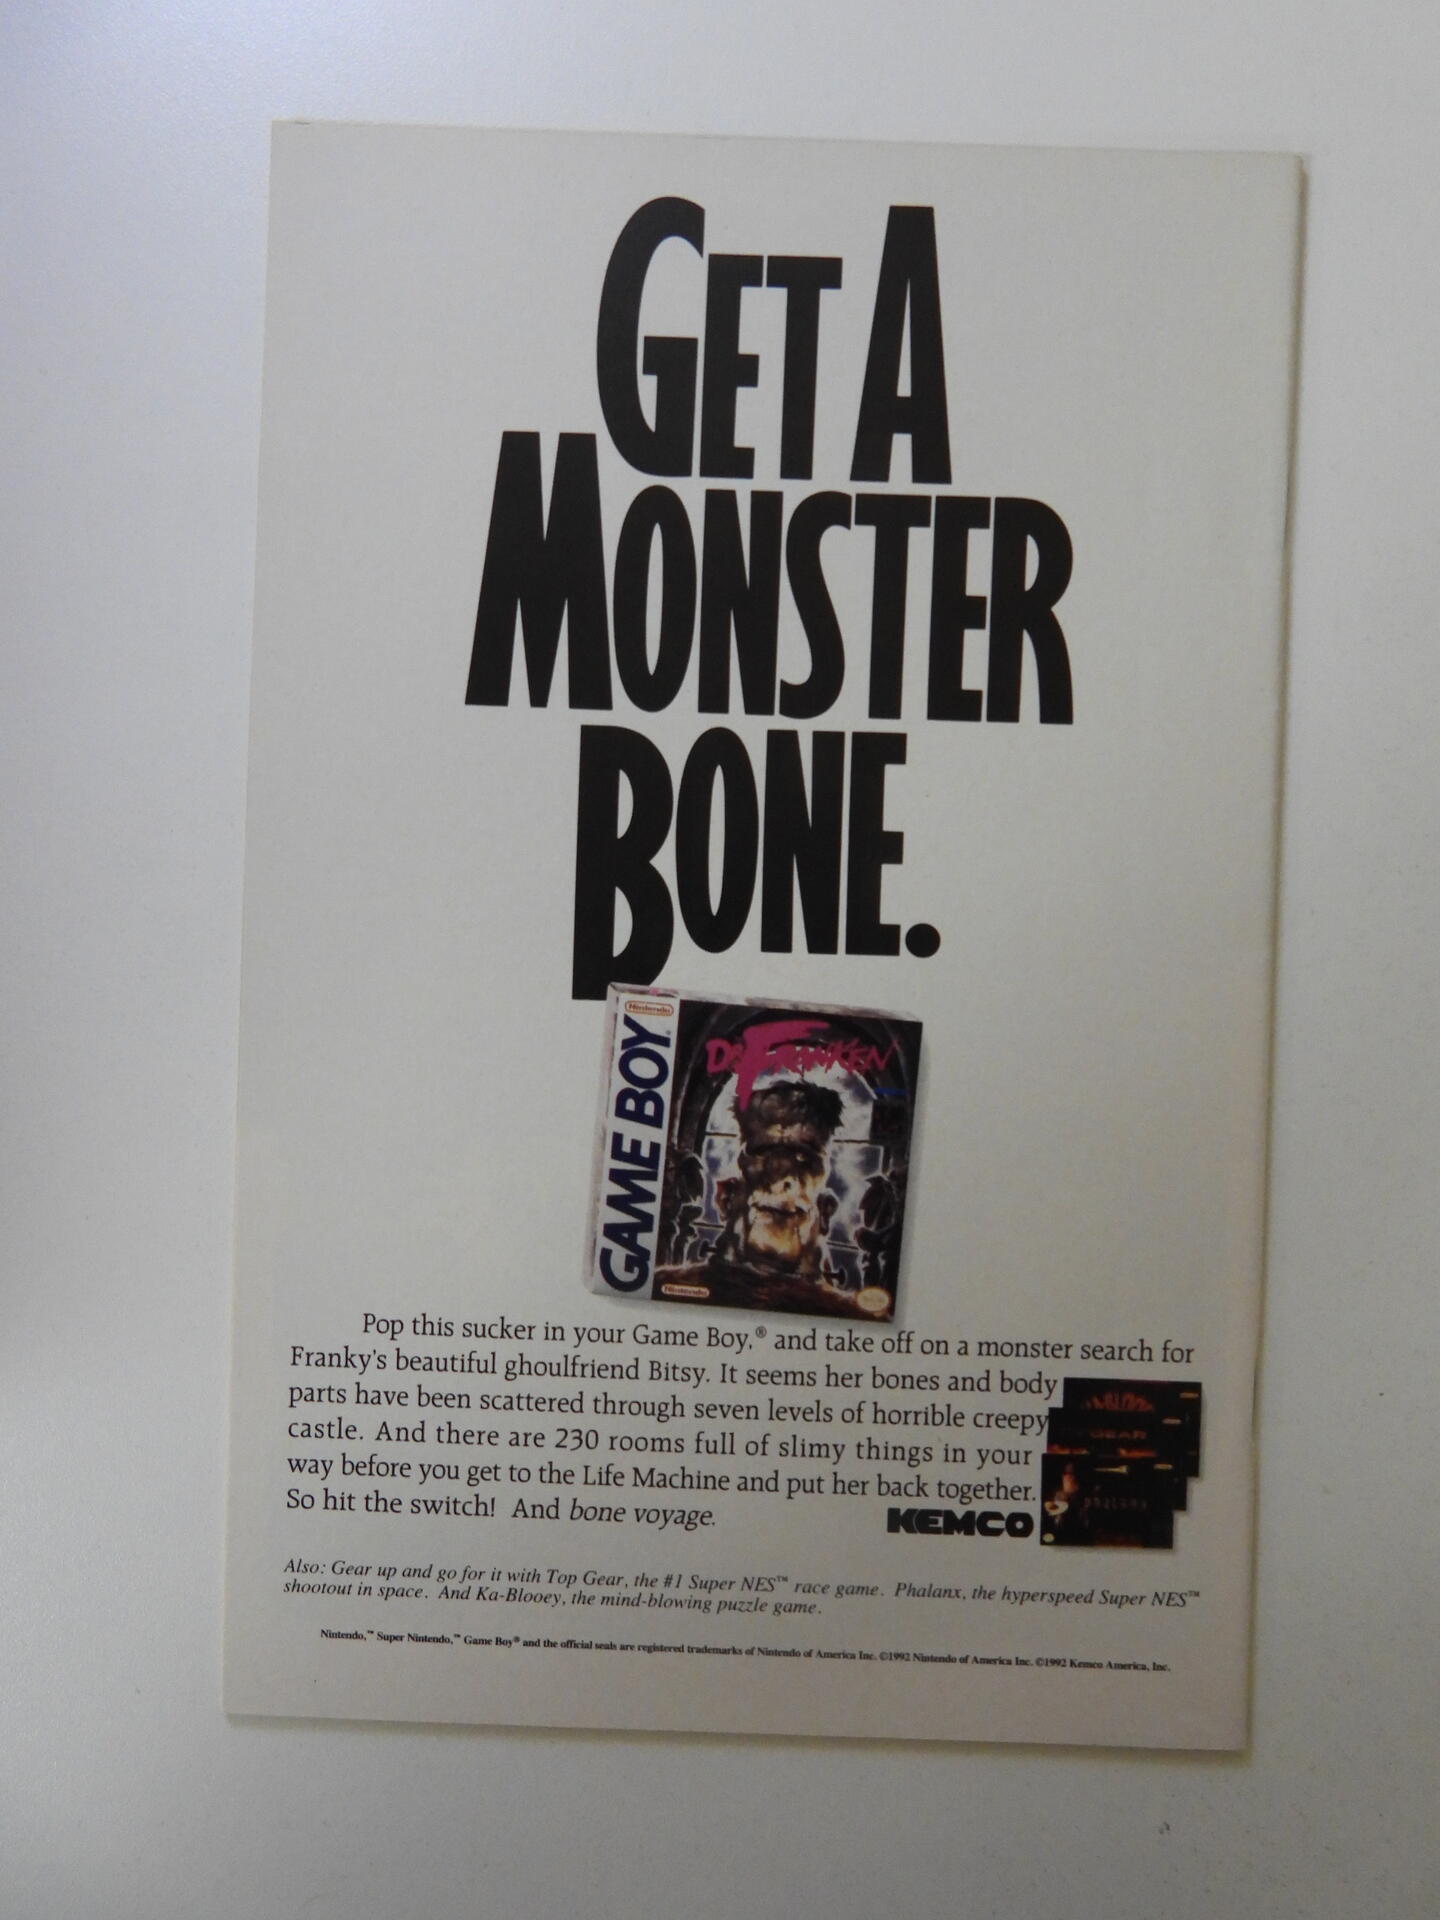 GET A
MONSTER
BONE.
Nintendo
GAME BOY
DR. FRANKEN
Nintendo
Pop this sucker in your Game Boy,® and take off on a monster search for
Franky's beautiful ghoulfriend Bitsy. It seems her bones and body
parts have been scattered through seven levels of horrible creepy
castle. And there are 230 rooms full of slimy things in your
way before you get to the Life Machine and put her back together.
So hit the switch! And bone voyage.
KEMCO
GEAR
PHALANX
Also: Gear up and go for it with Top Gear, the #1 Super NES™ race game. Phalanx, the hyperspeed Super NES™
shootout in space. And Ka-Blooey, the mind-blowing puzzle game.
Nintendo,™ Super Nintendo,™ Game Boy® and the official seals are registered trademarks of Nintendo of America Inc. ©1992 Nintendo of America Inc. ©1992 Kemco America, Inc.